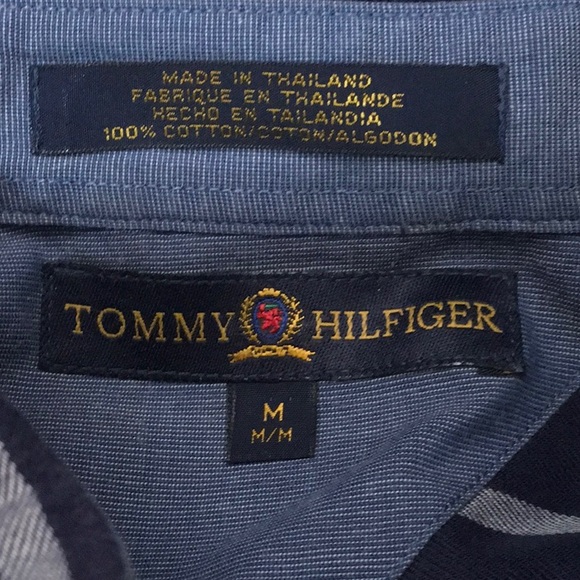 MADE IN THAILAND
FABRIQUE EN THAILANDE
HECHO EN TAILANDIA
100% COTTON/COTON/ALGODON
TOMMY HILFIGER
M
M/M